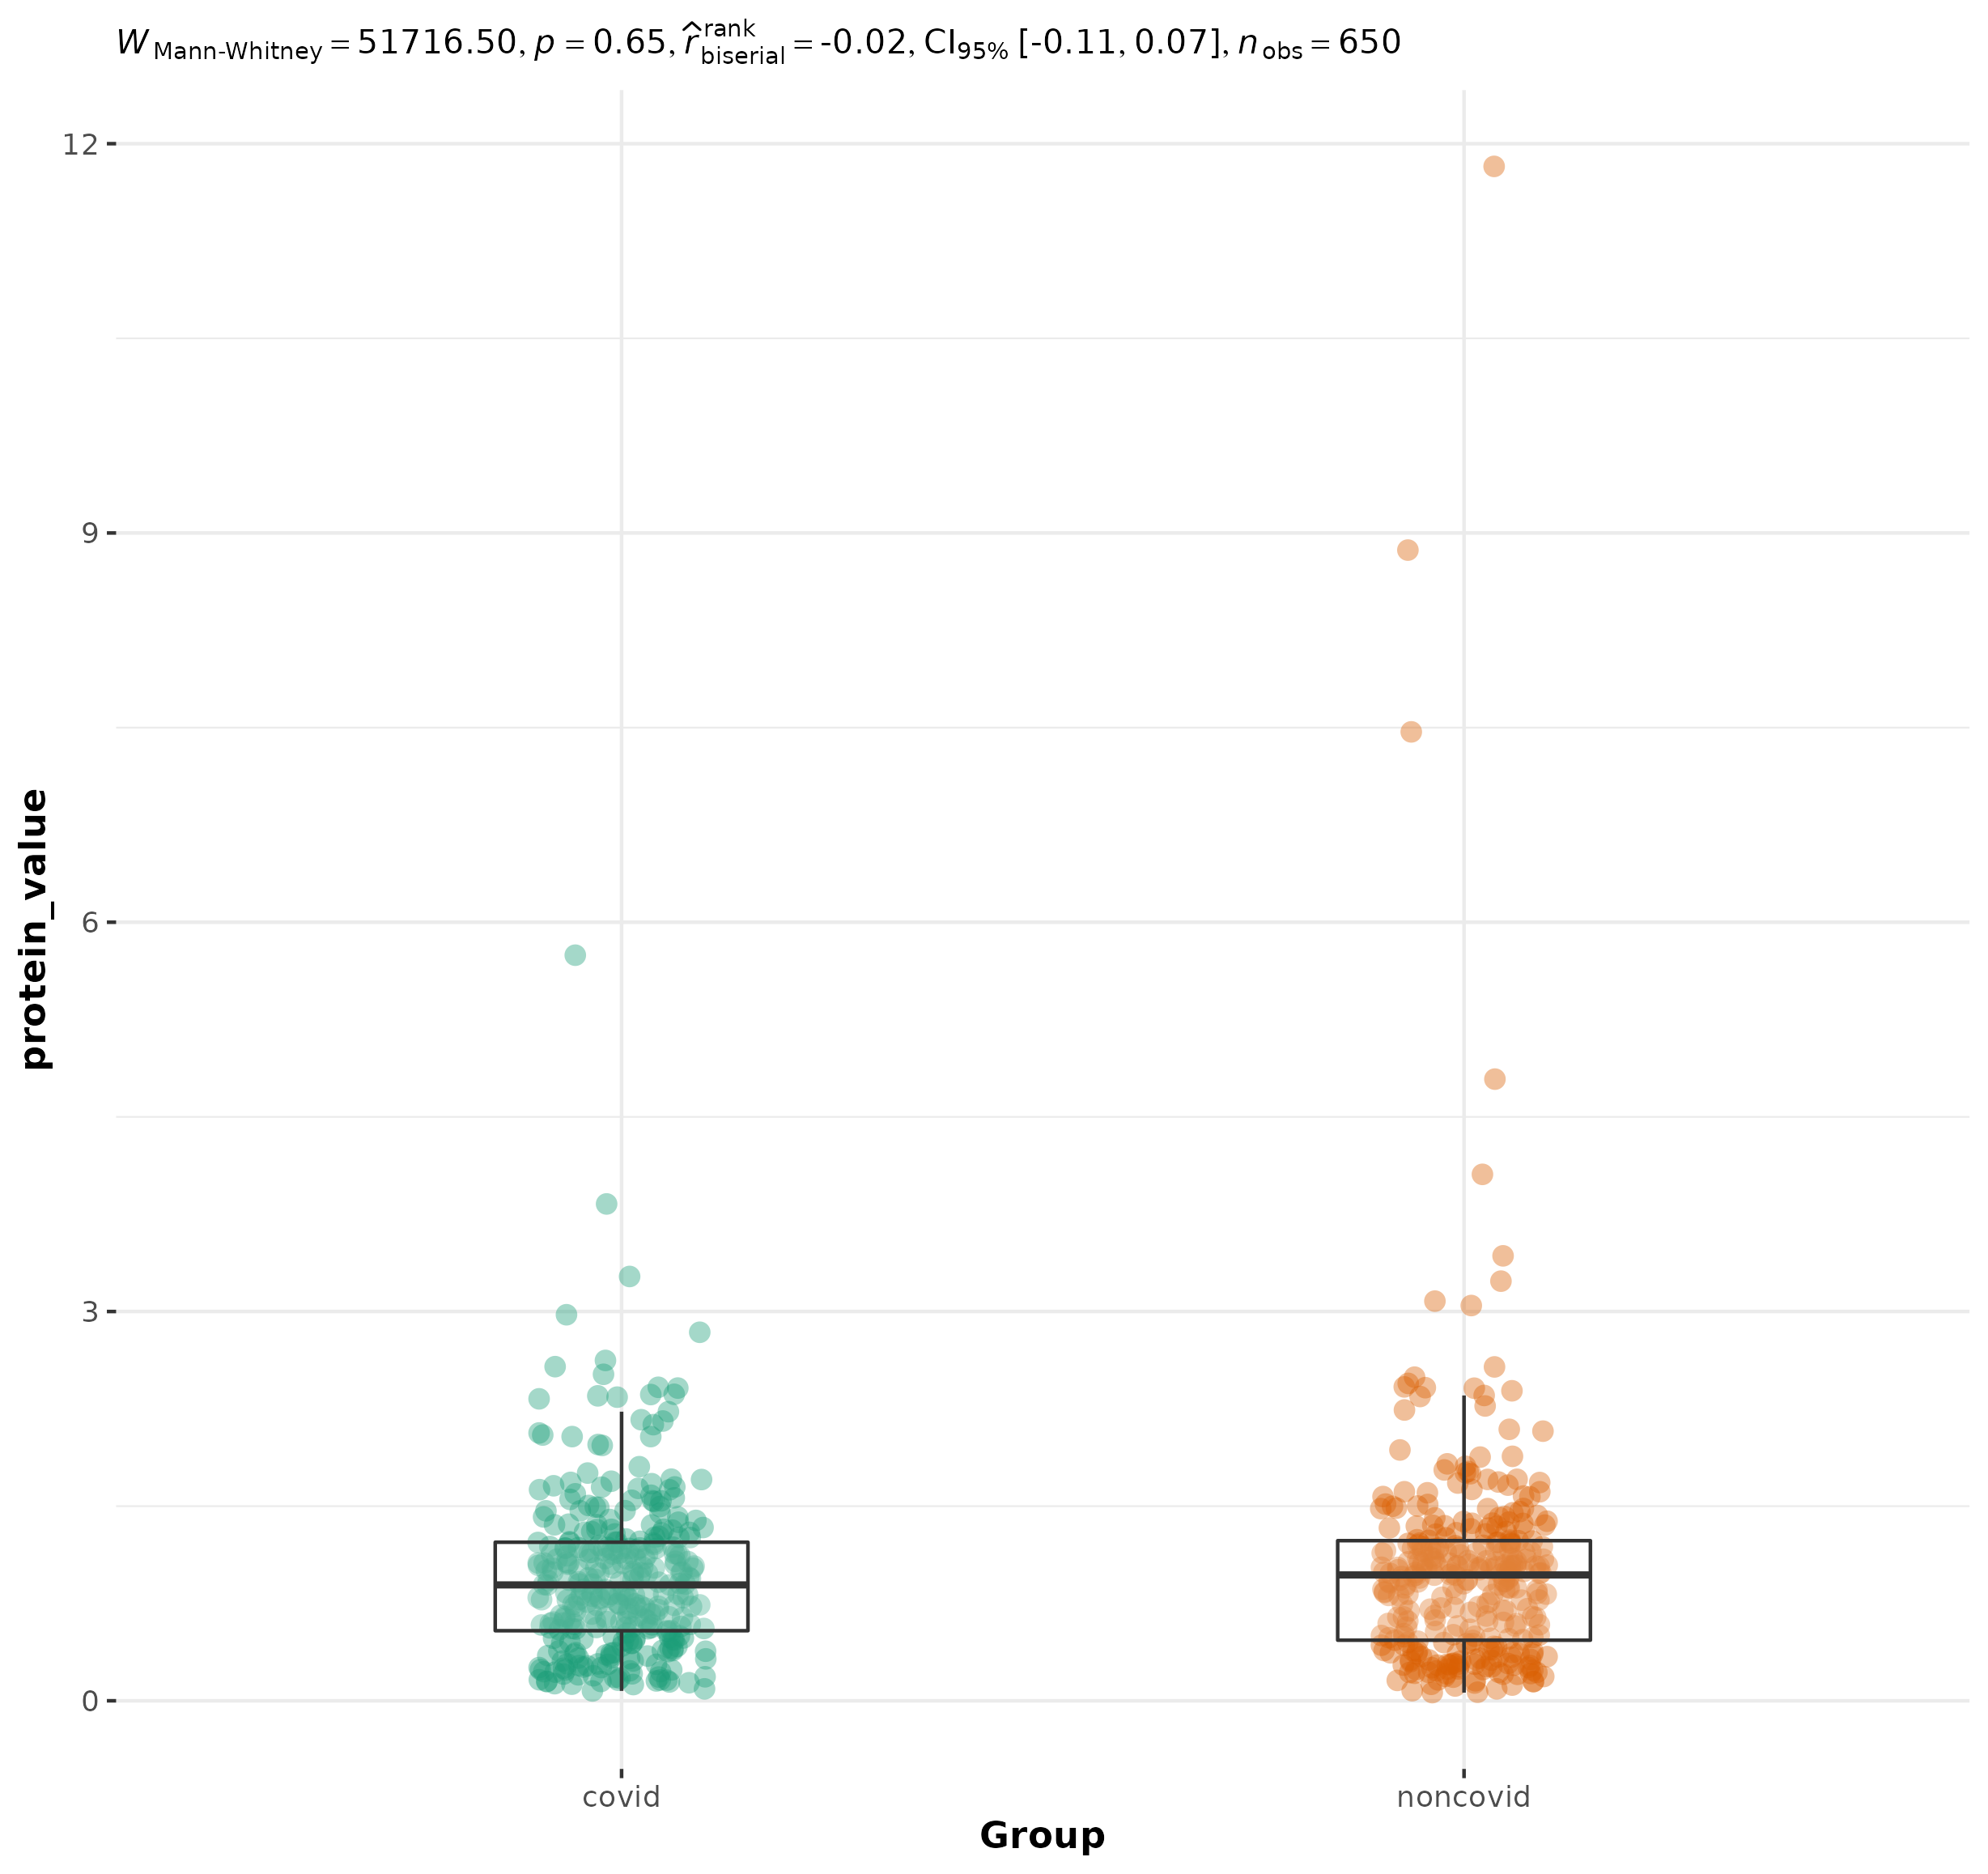 W Mann-Whitney = 51716.50, p = 0.65, r̂ rank biserial = -0.02, CI95% [-0.11, 0.07], n obs = 650
12
9
6
3
0
protein_value
covid noncovid
Group